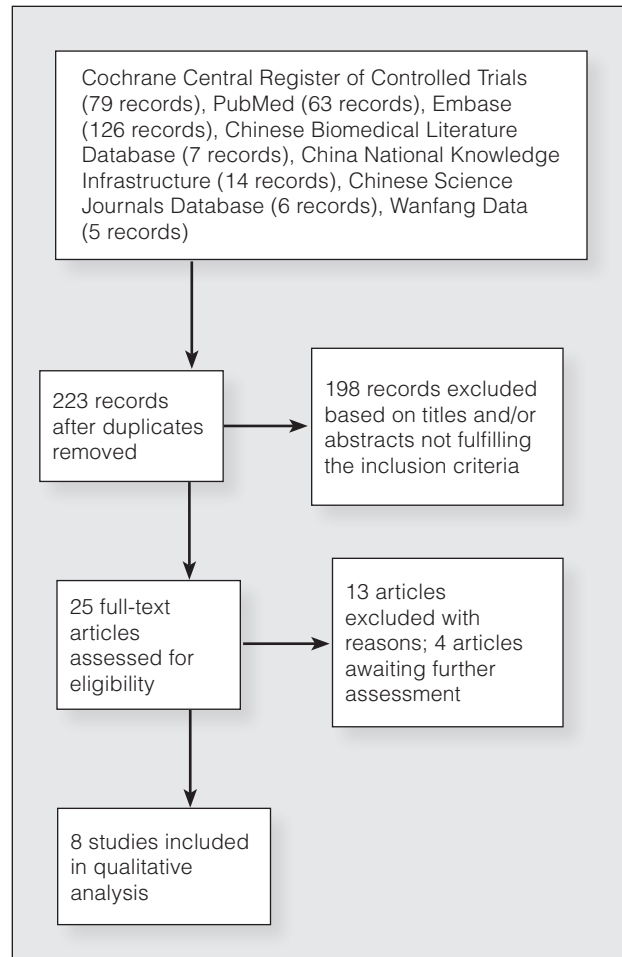 Cochrane Central Register of Controlled Trials
(79 records), PubMed (63 records), Embase
(126 records), Chinese Biomedical Literature
Database (7 records), China National Knowledge
Infrastructure (14 records), Chinese Science
Journals Database (6 records), Wanfang Data
(5 records)
223 records
after duplicates
removed
198 records excluded
based on titles and/or
abstracts not fulfilling
the inclusion criteria
25 full-text
articles
assessed for
eligibility
13 articles
excluded with
reasons; 4 articles
awaiting further
assessment
8 studies included
in qualitative
analysis